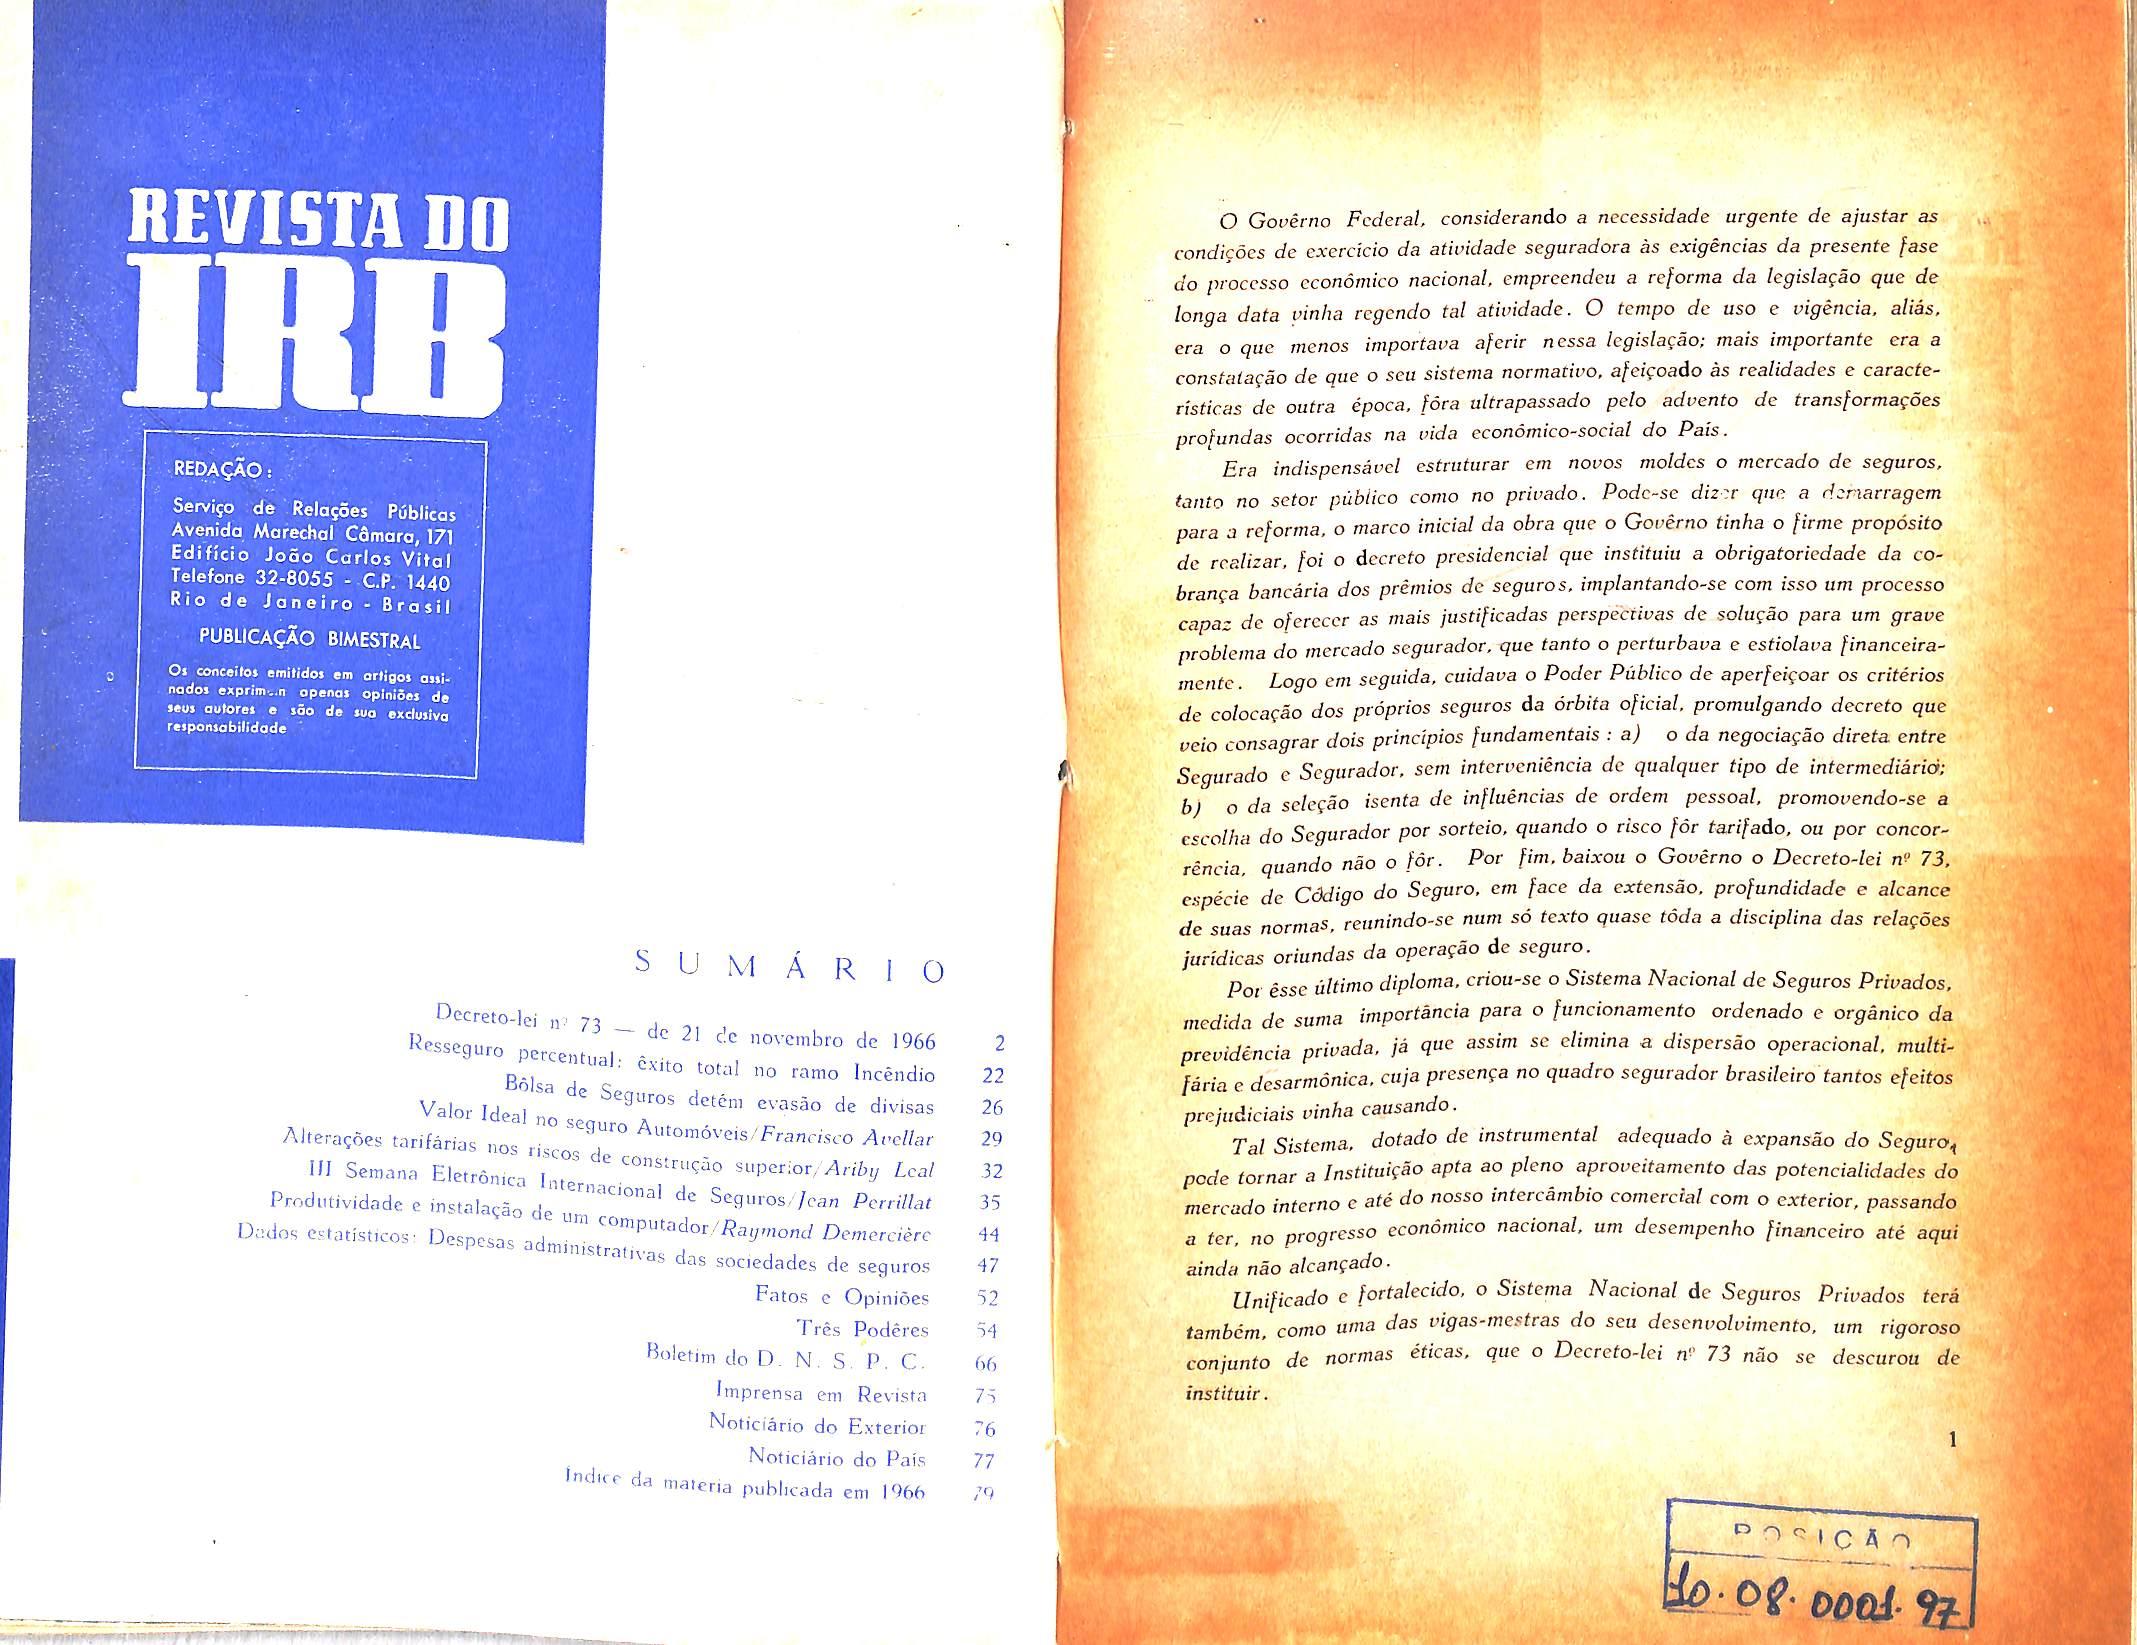 REVISTA DO
IRB
REDAÇÃO:
Serviço de Relações Públicas
Avenida Marechal Câmara, 171
Edifício João Carlos Vital
Telefone 32-8055 - C.P. 1440
Rio de Janeiro - Brasil
PUBLICAÇÃO BIMESTRAL
Os conceitos emitidos em artigos assi-
nados exprimem apenas opiniões de
seus autores e são de sua exclusiva
responsabilidade
SUMÁRIO
Decreto-lei nº 73 — de 21 de novembro de 1966 2
Resseguro percentual: êxito total no ramo Incêndio 22
Bôlsa de Seguros detém evasão de divisas 26
Valor Ideal no seguro Automóveis/Francisco Avellar 29
Alterações tarifárias nos riscos de construção superior/Ariby Leal 32
III Semana Eletrônica Internacional de Seguros/Jean Perrillat 35
Produtividade e instalação de um computador/Raymond Demercière 44
Dados estatísticos: Despesas administrativas das sociedades de seguros 47
Fatos e Opiniões 52
Três Podêres 54
Boletim do D. N. S. P. C. 66
Imprensa em Revista 75
Noticiário do Exterior 76
Noticiário do País 77
Índice da materia publicada em 1966 79
O Govêrno Federal, considerando a necessidade urgente de ajustar as
condições de exercício da atividade seguradora às exigências da presente fase
do processo econômico nacional, empreendeu a reforma da legislação que de
longa data vinha regendo tal atividade. O tempo de uso e vigência, aliás,
era o que menos importava aferir nessa legislação; mais importante era a
constatação de que o seu sistema normativo, afeiçoado às realidades e caracte-
rísticas de outra época, fôra ultrapassado pelo advento de transformações
profundas ocorridas na vida econômico-social do País.
Era indispensável estruturar em novos moldes o mercado de seguros,
tanto no setor público como no privado. Pode-se dizer que a demarragem
para a reforma, o marco inicial da obra que o Govêrno tinha o firme propósito
de realizar, foi o decreto presidencial que instituiu a obrigatoriedade da co-
brança bancária dos prêmios de seguros, implantando-se com isso um processo
capaz de oferecer as mais justificadas perspectivas de solução para um grave
problema do mercado segurador, que tanto o perturbava e estiolava financeira-
mente. Logo em seguida, cuidava o Poder Público de aperfeiçoar os critérios
de colocação dos próprios seguros da órbita oficial, promulgando decreto que
veio consagrar dois princípios fundamentais : a) o da negociação direta entre
Segurado e Segurador, sem interveniência de qualquer tipo de intermediário;
b) o da seleção isenta de influências de ordem pessoal, promovendo-se a
escolha do Segurador por sorteio, quando o risco fôr tarifado, ou por concor-
rência, quando não o fôr. Por fim, baixou o Govêrno o Decreto-lei nº 73,
espécie de Código do Seguro, em face da extensão, profundidade e alcance
de suas normas, reunindo-se num só texto quase tôda a disciplina das relações
jurídicas oriundas da operação de seguro.
Por êsse último diploma, criou-se o Sistema Nacional de Seguros Privados,
medida de suma importância para o funcionamento ordenado e orgânico da
previdência privada, já que assim se elimina a dispersão operacional, multi-
fária e desarmônica, cuja presença no quadro segurador brasileiro tantos efeitos
prejudiciais vinha causando.
Tal Sistema, dotado de instrumental adequado à expansão do Seguro,
pode tornar a Instituição apta ao pleno aproveitamento das potencialidades do
mercado interno e até do nosso intercâmbio comercial com o exterior, passando
a ter, no progresso econômico nacional, um desempenho financeiro até aqui
ainda não alcançado.
Unificado e fortalecido, o Sistema Nacional de Seguros Privados terá
também, como uma das vigas-mestras do seu desenvolvimento, um rigoroso
conjunto de normas éticas, que o Decreto-lei nº 73 não se descurou de
instituir.
1
POSIÇÃO
10.08.0001.97